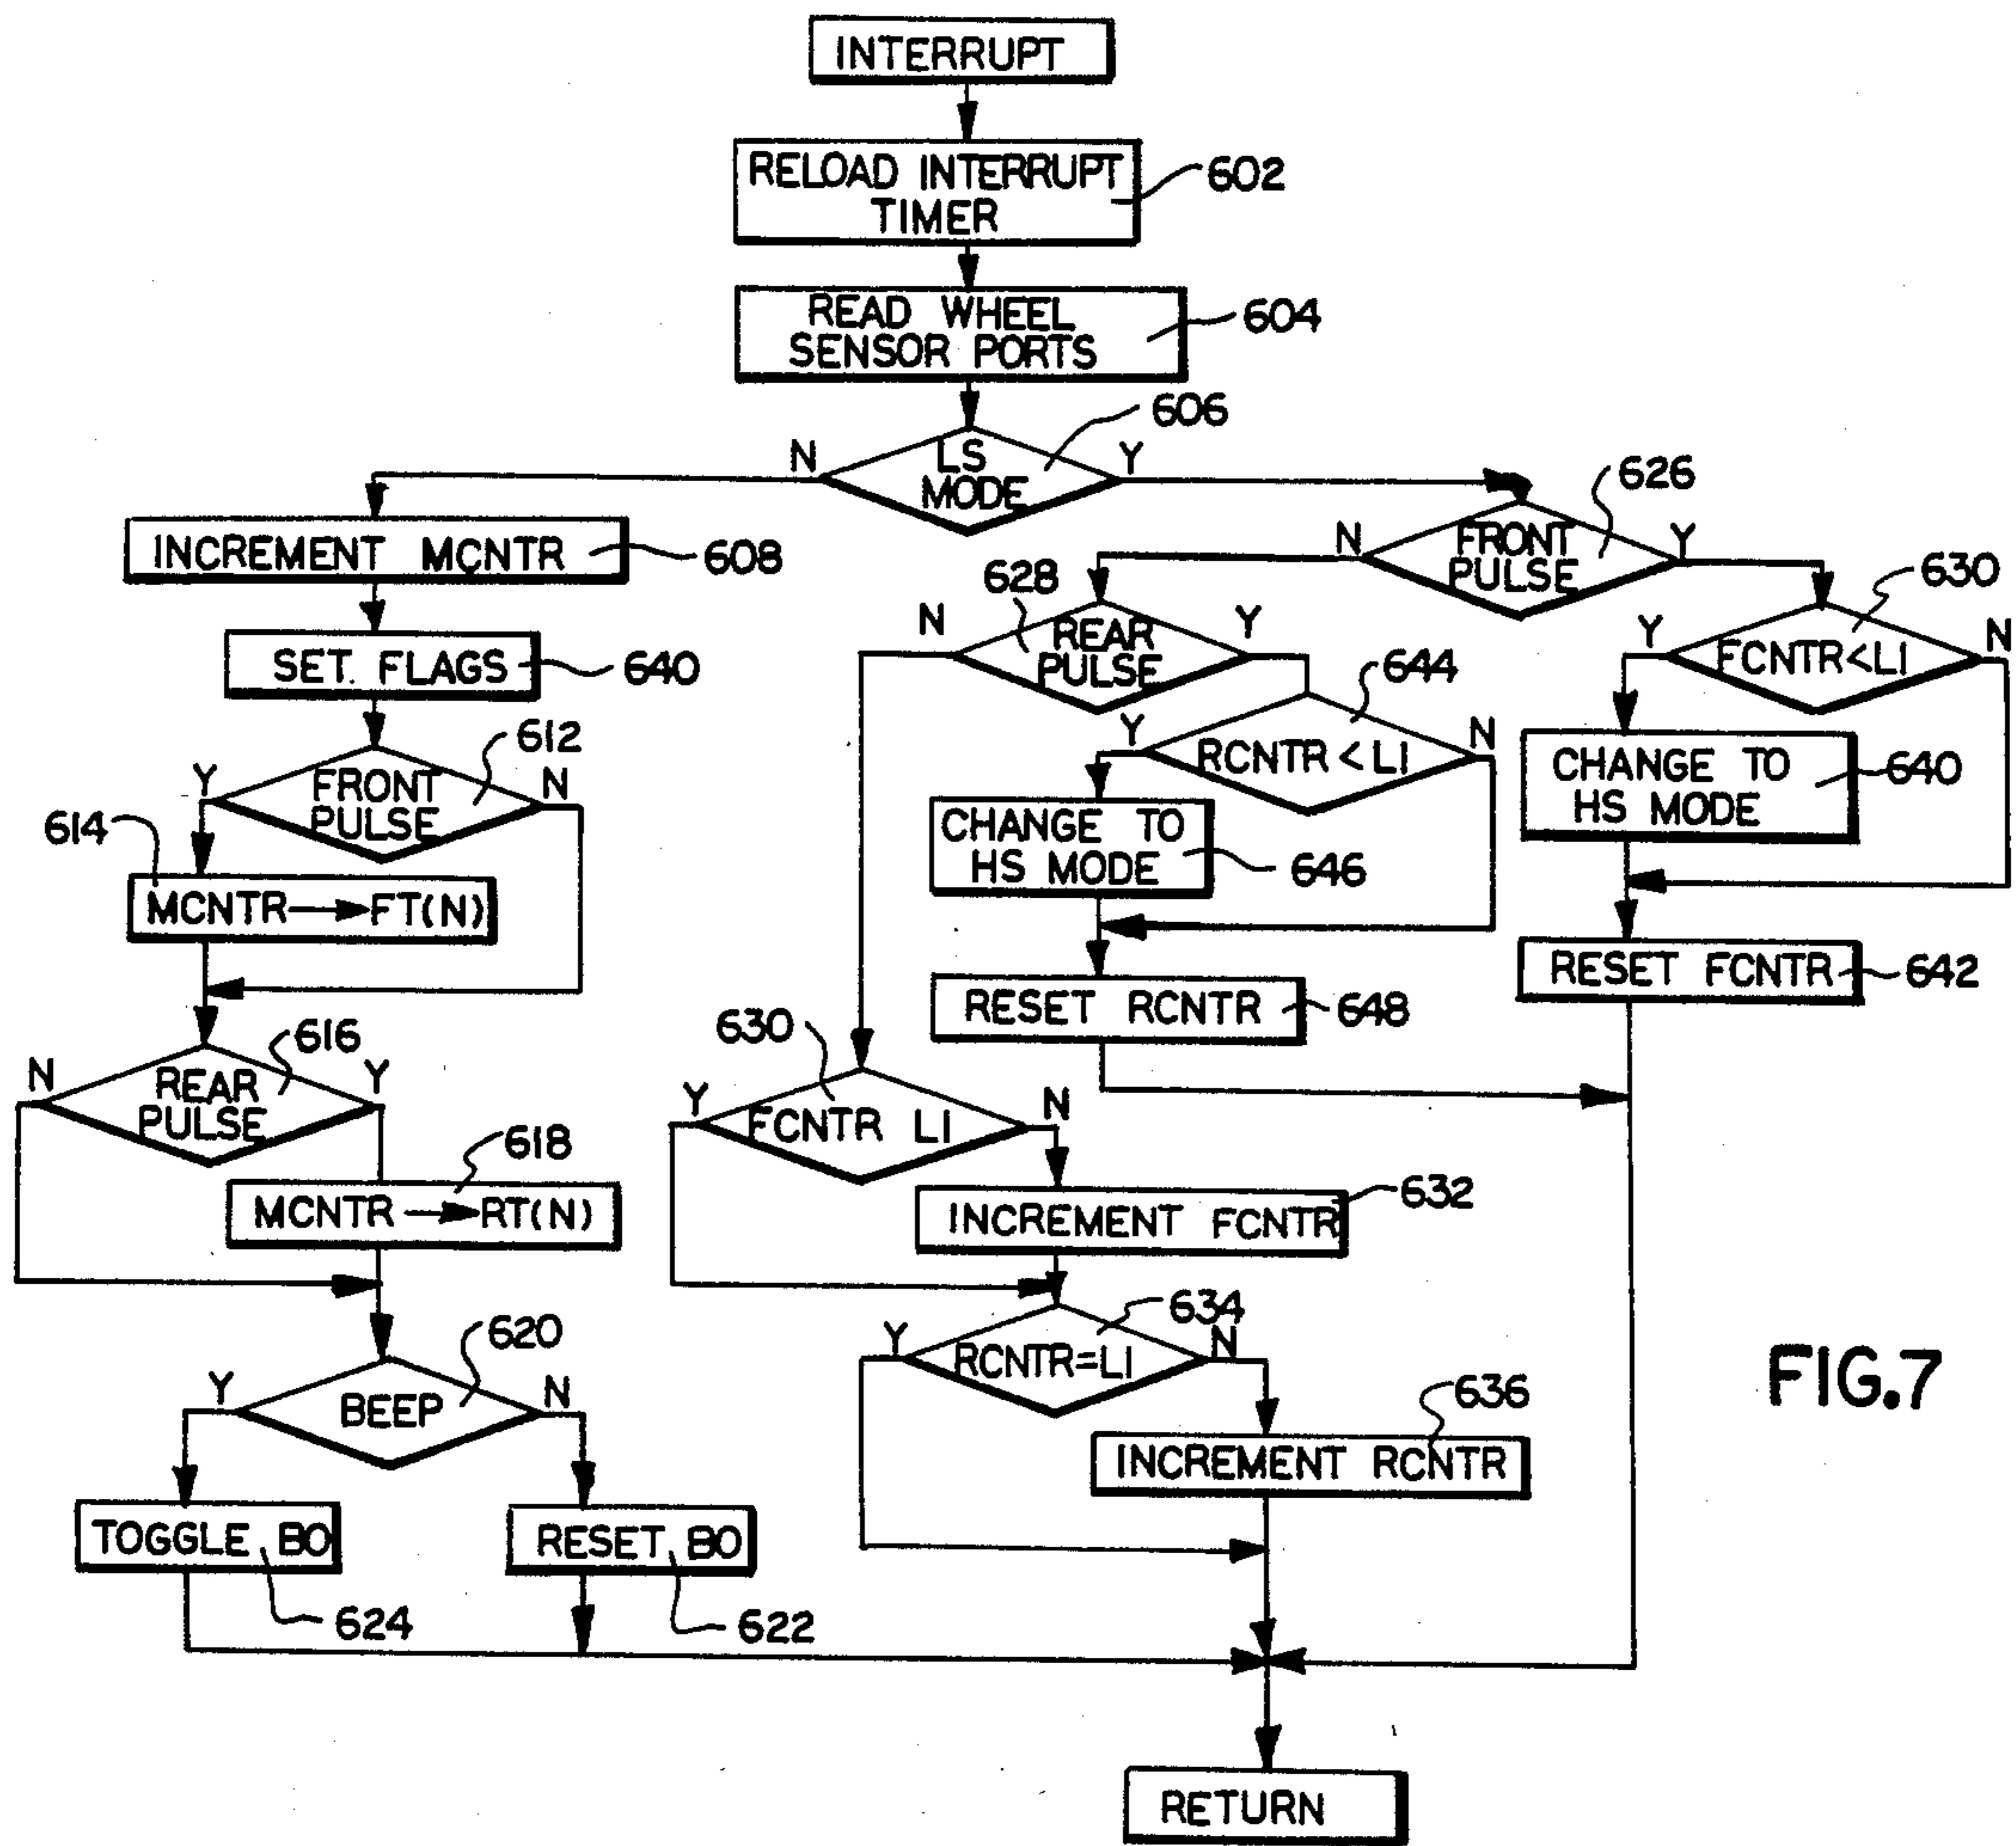 INTERRUPT
RELOAD INTERRUPT
TIMER
602
READ WHEEL
SENSOR PORTS
604
606
N
LS
MODE
Y
626
INCREMENT MCNTR
608
N
FRONT
PULSE
Y
628
630
SET. FLAGS
640
N
REAR
PULSE
Y
644
Y
FCNTR<L1
N
612
Y
FRONT
PULSE
N
Y
RCNTR<L1
N
CHANGE TO
HS MODE
640
614
CHANGE TO
HS MODE
646
MCNTR→FT(N)
RESET FCNTR
642
RESET RCNTR
648
616
630
N
REAR
PULSE
Y
Y
FCNTR L1
N
618
MCNTR→RT(N)
632
INCREMENT FCNTR
620
634
Y
BEEP
N
Y
RCNTR=L1
N
FIG.7
636
INCREMENT RCNTR
TOGGLE BO
RESET BO
624
622
RETURN